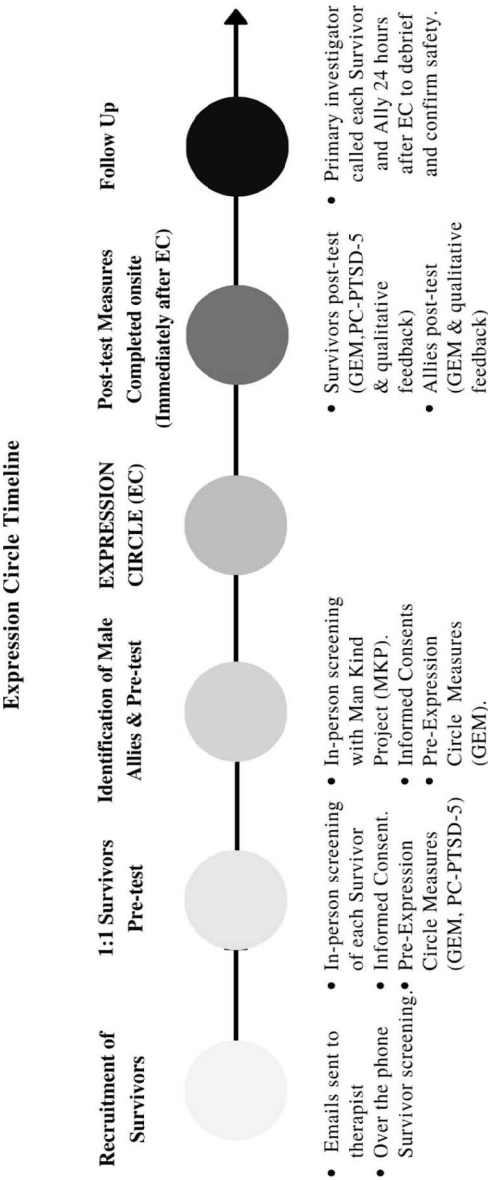 Expression Circle Timeline
Recruitment of
Survivors
• Emails sent to
therapist
• Over the phone
Survivor screening.
1:1 Survivors
Pre-test
• In-person screening
of each Survivor
• Informed Consent.
• Pre-Expression
Circle Measures
(GEM, PC-PTSD-5)
Identification of Male
Allies & Pre-test
• In-person screening
with Man Kind
Project (MKP).
• Informed Consents
• Pre-Expression
Circle Measures
(GEM).
EXPRESSION
CIRCLE (EC)
Post-test Measures
Completed onsite
(Immediately after EC)
• Survivors post-test
(GEM,PC-PTSD-5
& qualitative
feedback)
• Allies post-test
(GEM & qualitative
feedback)
Follow Up
• Primary investigator
called each Survivor
and Ally 24 hours
after EC to debrief
and confirm safety.